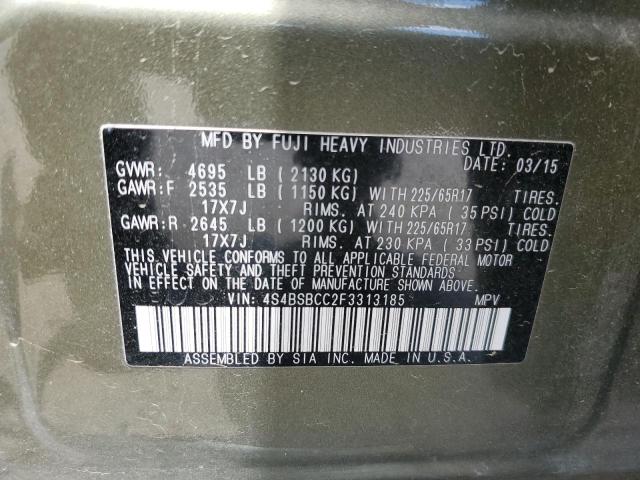 MFD BY FUJI HEAVY INDUSTRIES LTD.
DATE: 03/15
GVWR: 4695 LB ( 2130 KG)
GAWR:F 2535 LB ( 1150 KG) WITH 225/65R17 TIRES.
17X7J RIMS. AT 240 KPA ( 35 PSI) COLD
GAWR:R 2645 LB ( 1200 KG) WITH 225/65R17 TIRES.
17X7J RIMS. AT 230 KPA ( 33 PSI) COLD
THIS VEHICLE CONFORMS TO ALL APPLICABLE FEDERAL MOTOR
VEHICLE SAFETY AND THEFT PREVENTION STANDARDS
IN EFFECT ON THE DATE OF MANUFACTURE SHOWN ABOVE.
VIN: 4S4BSBCC2F3313185 MPV
ASSEMBLED BY SIA INC. MADE IN U.S.A.